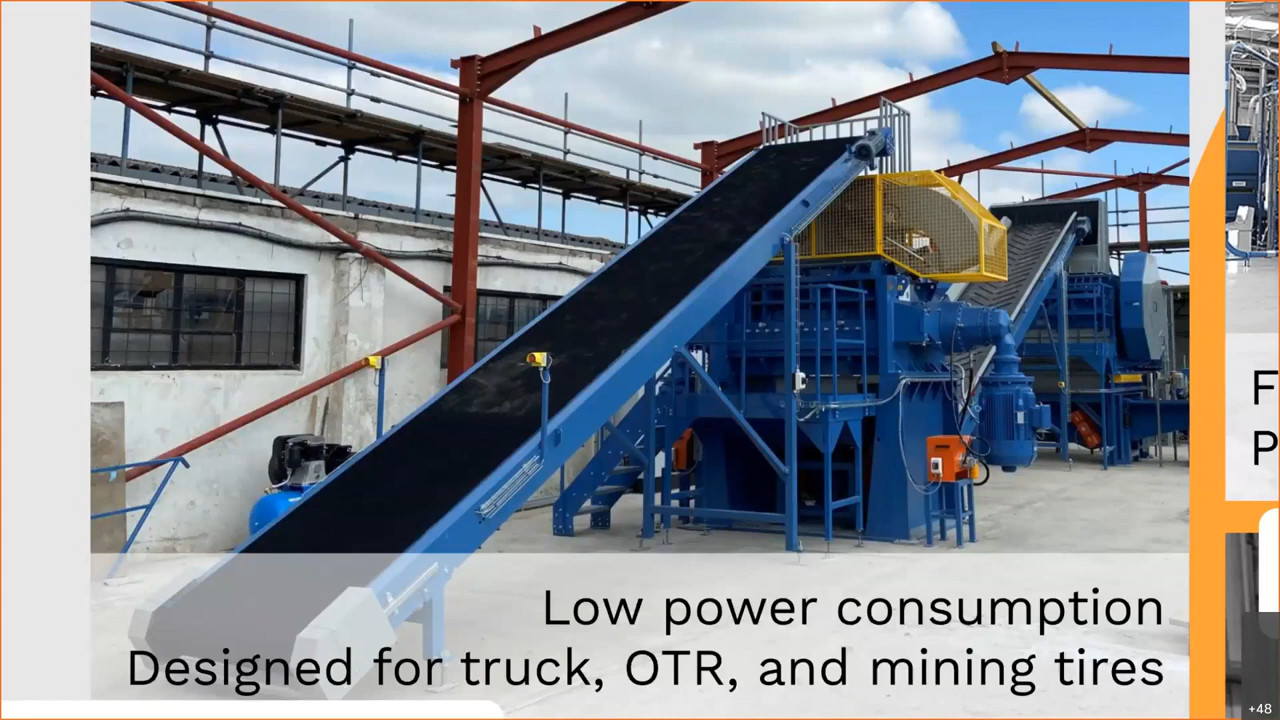 Low power consumption
Designed for truck, OTR, and mining tires
F
P
+48